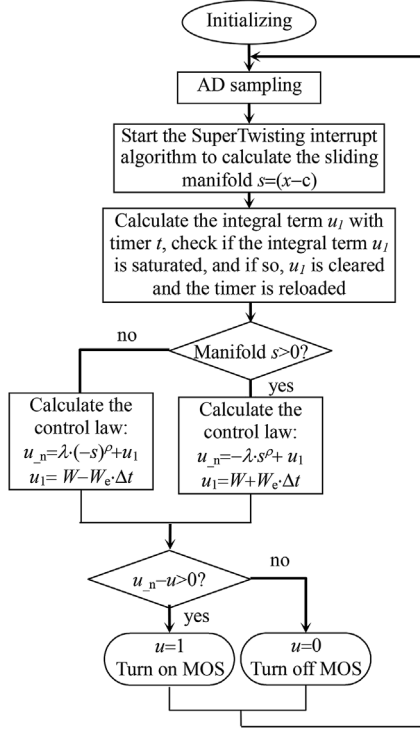 Initializing
AD sampling
Start the SuperTwisting interrupt
algorithm to calculate the sliding
manifold s=(x−c)
Calculate the integral term u₁ with
timer t, check if the integral term u₁
is saturated, and if so, u₁ is cleared
and the timer is reloaded
no
Manifold s>0?
yes
Calculate the
control law:
u_n=λ·(−s)ᵖ+u₁
u₁= W−Wₑ·Δt
Calculate the
control law:
u_n=−λ·sᵖ+ u₁
u₁=W+Wₑ·Δt
u_n−u>0?
no
yes
u=1
Turn on MOS
u=0
Turn off MOS